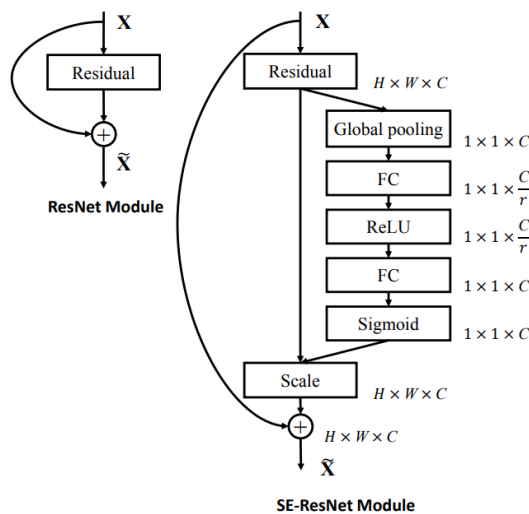 X
Residual
+
X̃
ResNet Module
X
Residual
H × W × C
Global pooling
1 × 1 × C
FC
1 × 1 × C/r
ReLU
1 × 1 × C/r
FC
1 × 1 × C
Sigmoid
1 × 1 × C
Scale
H × W × C
+
H × W × C
X̃
SE-ResNet Module